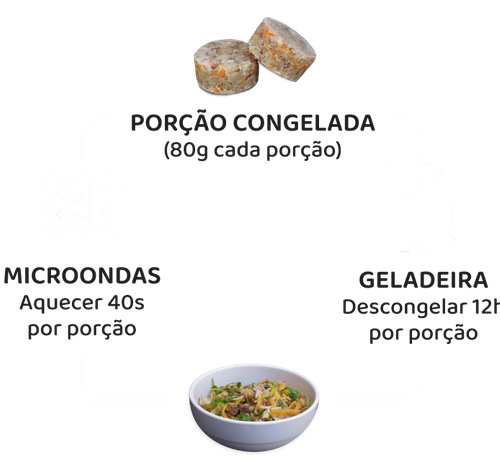 PORÇÃO CONGELADA
(80g cada porção)
MICROONDAS
Aquecer 40s
por porção
GELADEIRA
Descongelar 12h
por porção